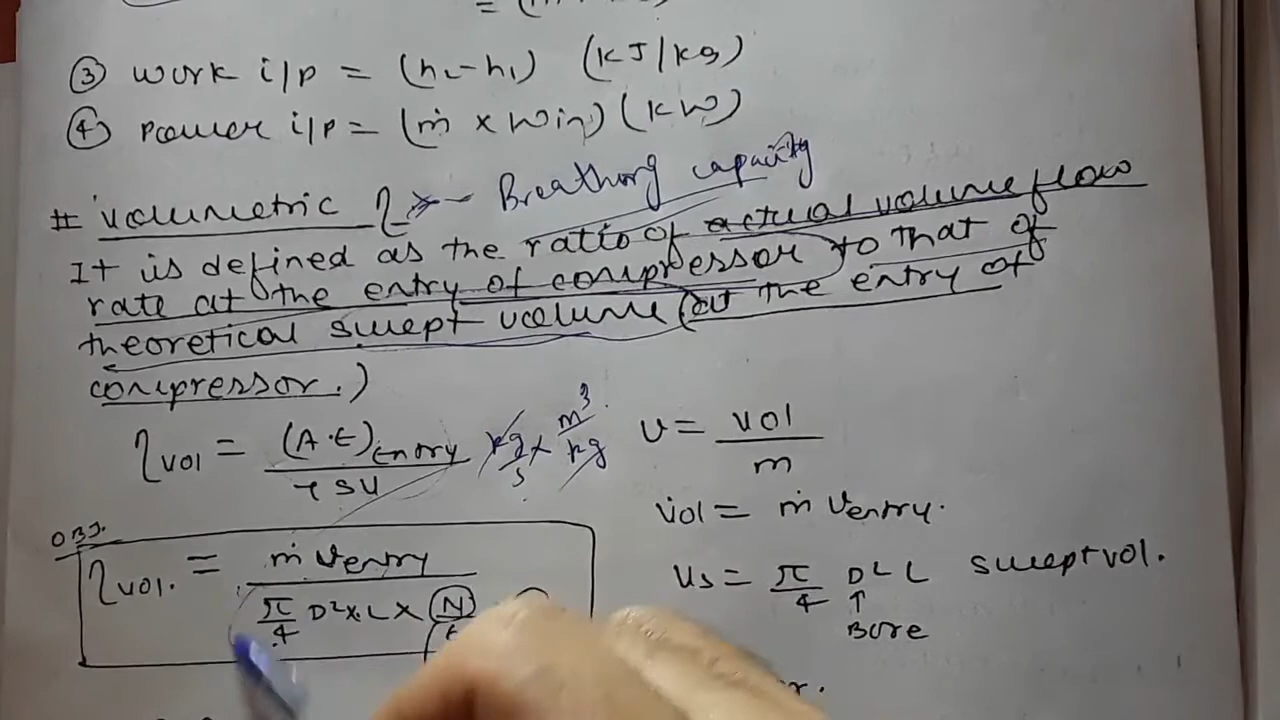 ③ work i/p = (h₂-h₁) (kJ/kg)
④ power i/p = (ṁ x win) (kW)
# volumetric η → Breathing capacity
It is defined as the ratio of actual volume flow
rate at the entry of compressor to that of
theoretical swept volume (at the entry of
compressor.)
ηvol = (A.t)entry / TSV kg/s x m³/kg
v = vol / m
vol = ṁ ventry.
OBJ.
ηvol. = ṁ ventry / π/4 D² x L x N
vs = π/4 D² L swept vol.
↑
Bore